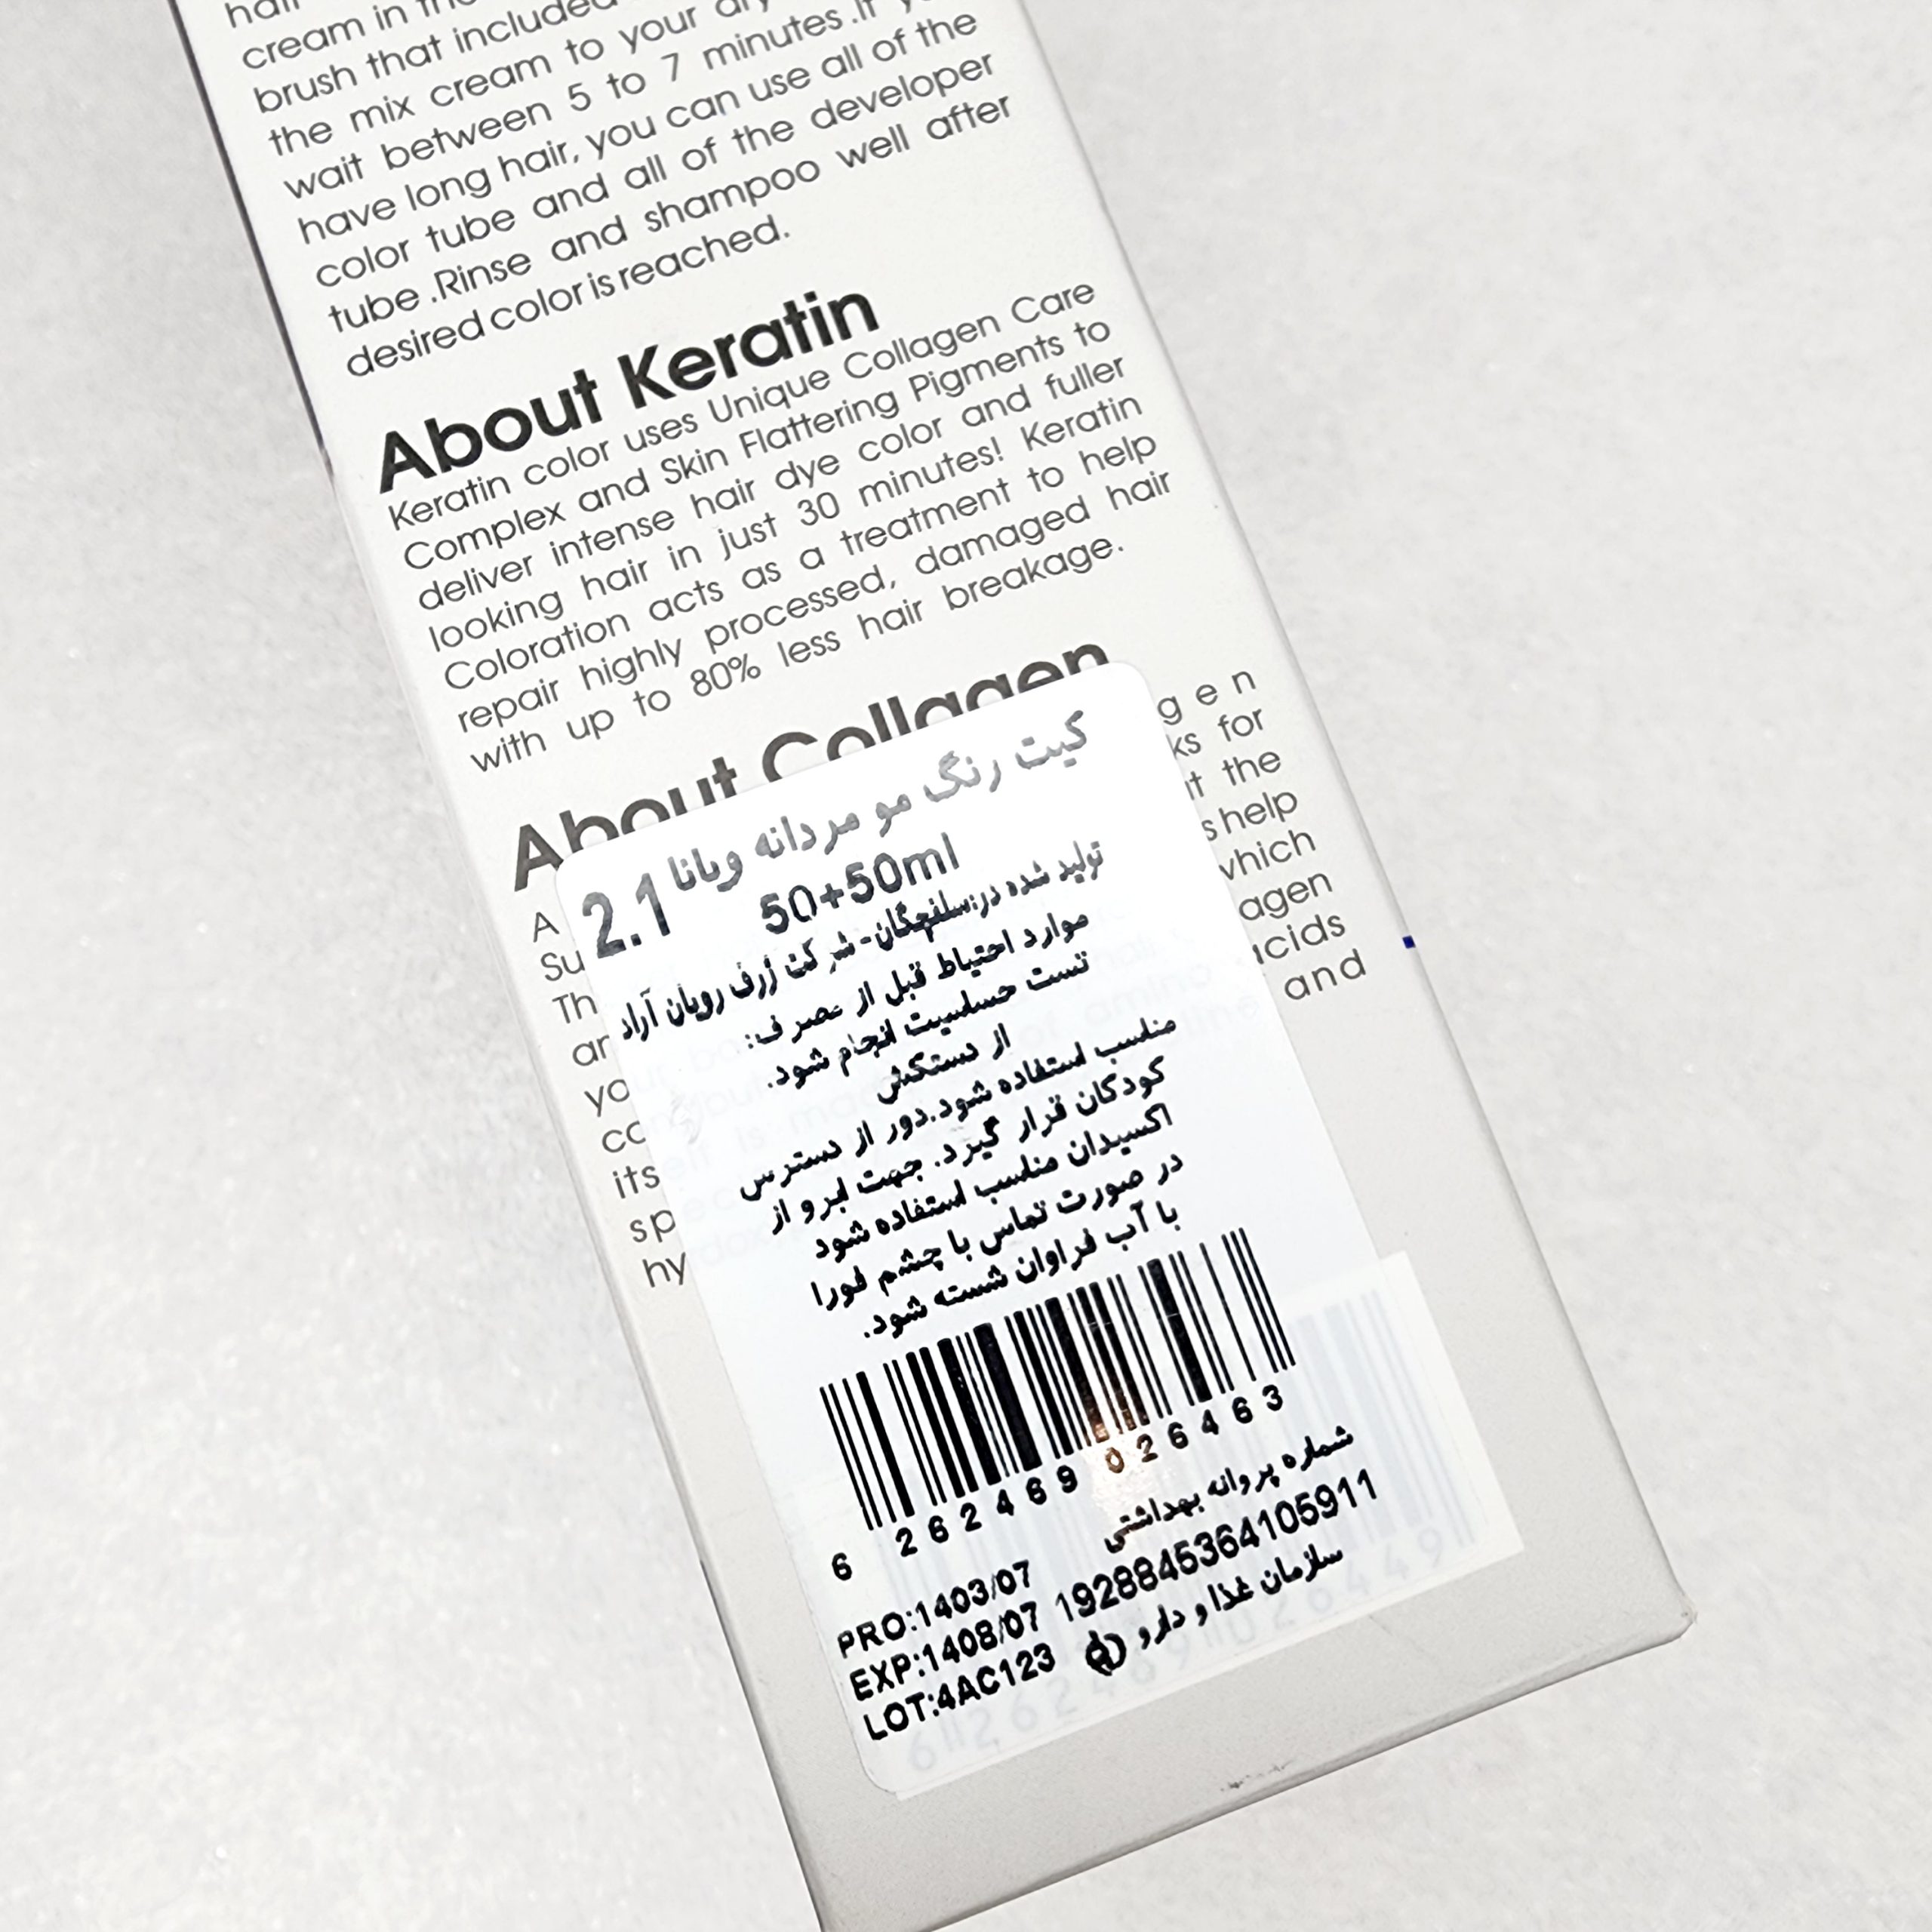 hair
cream in the
brush that included
the mix cream to your dry
wait between 5 to 7 minutes .If
have long hair, you can use all of the
color tube and all of the developer
tube .Rinse and shampoo well after
desired color is reached.
About Keratin
Keratin color uses Unique Collagen Care
Complex and Skin Flattering Pigments to
deliver intense hair dye color and fuller
looking hair in just 30 minutes! Keratin
Coloration acts as a treatment to help
repair highly processed, damaged hair
with up to 80% less hair breakage.
About Collagen
کیت رنگ مو مردانه ویانا 2.1
50+50ml
تولید شده در:سلفچگان- شرکت ژرف رویان آراد
موارد احتیاط قبل از مصرف:
تست حساسیت انجام شود.
از دستکش
مناسب استفاده شود.دور از دسترس
کودکان قرار گیرد. جهت ابرو از
اکسیدان مناسب استفاده شود
در صورت تماس با چشم فورا
با آب فراوان شسته شود.
6 262469 026463
شماره پروانه بهداشتی
1928845364105911
سازمان غذا و دارو
PRO:1403/07
EXP:1408/07
LOT:4AC123